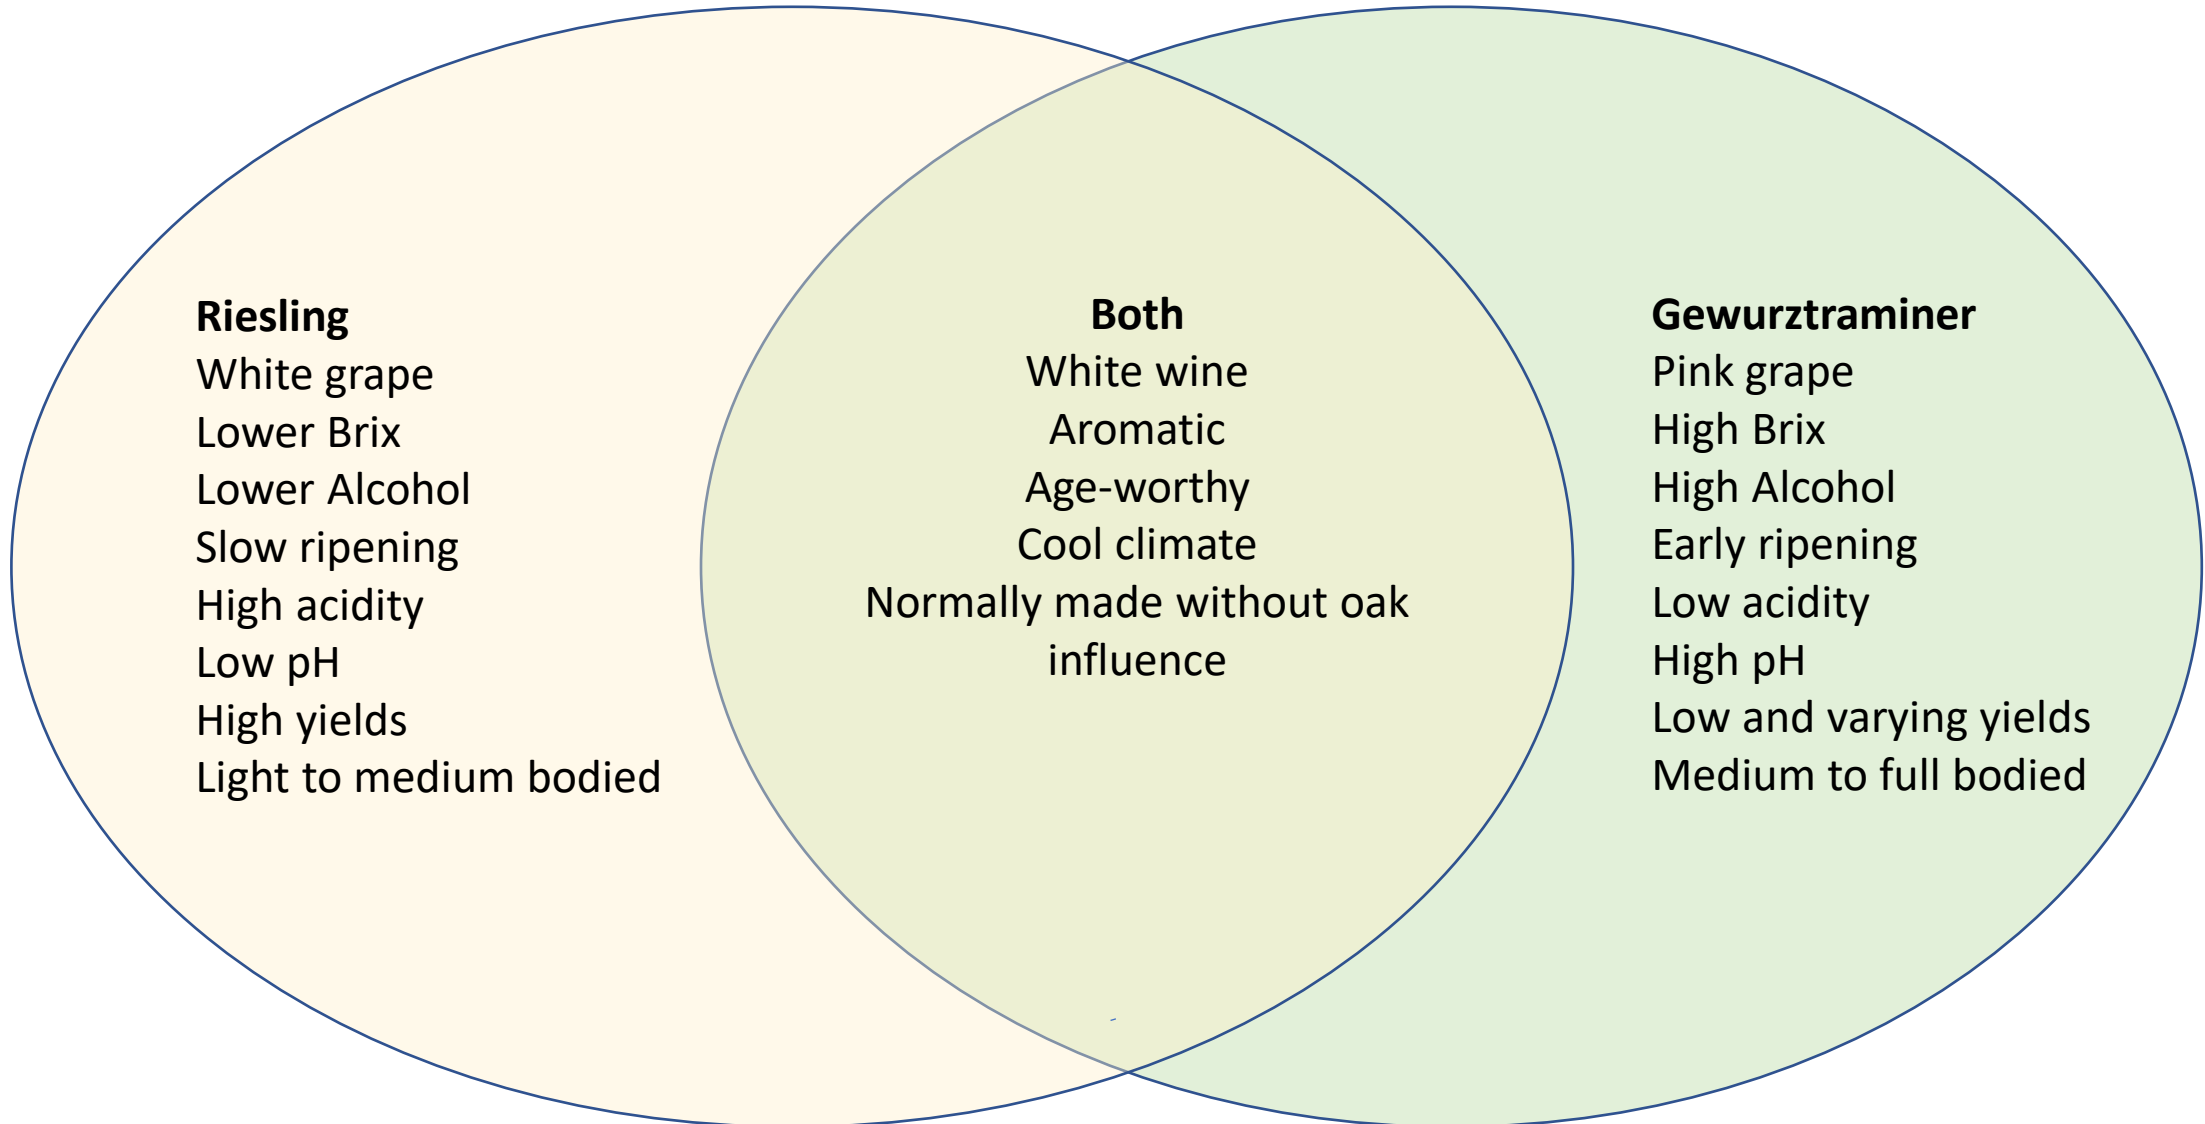 Riesling
White grape
Lower Brix
Lower Alcohol
Slow ripening
High acidity
Low pH
High yields
Light to medium bodied
Both
White wine
Aromatic
Age-worthy
Cool climate
Normally made without oak
influence
Gewurztraminer
Pink grape
High Brix
High Alcohol
Early ripening
Low acidity
High pH
Low and varying yields
Medium to full bodied